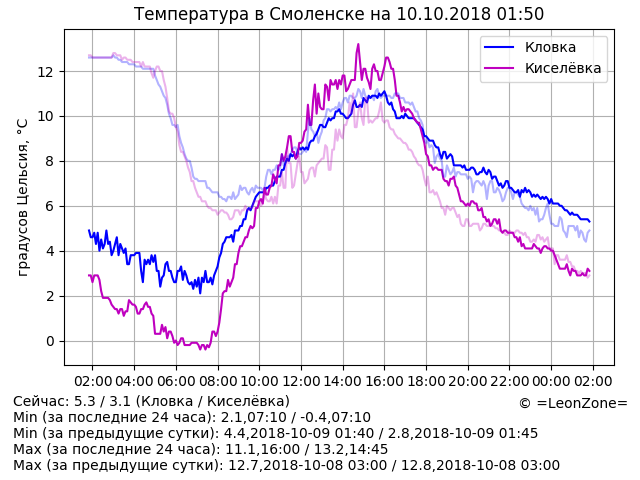 Температура в Смоленске на 10.10.2018 01:50
градусов Цельсия, °C
12
10
8
6
4
2
0
Кловка
Киселёвка
02:00 04:00 06:00 08:00 10:00 12:00 14:00 16:00 18:00 20:00 22:00 00:00 02:00
Сейчас: 5.3 / 3.1 (Кловка / Киселёвка)
© =LeonZone=
Min (за последние 24 часа): 2.1,07:10 / -0.4,07:10
Min (за предыдущие сутки): 4.4,2018-10-09 01:40 / 2.8,2018-10-09 01:45
Max (за последние 24 часа): 11.1,16:00 / 13.2,14:45
Max (за предыдущие сутки): 12.7,2018-10-08 03:00 / 12.8,2018-10-08 03:00